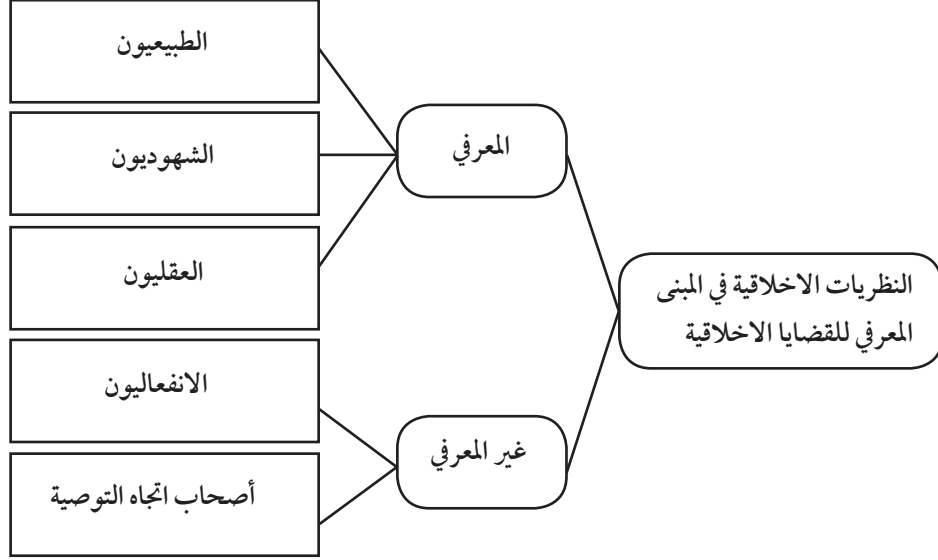 النظريات الاخلاقية في المبنى
المعرفي للقضايا الاخلاقية
المعرفي
الطبيعيون
الشهوديون
العقليون
غير المعرفي
الانفعاليون
أصحاب اتجاه التوصية